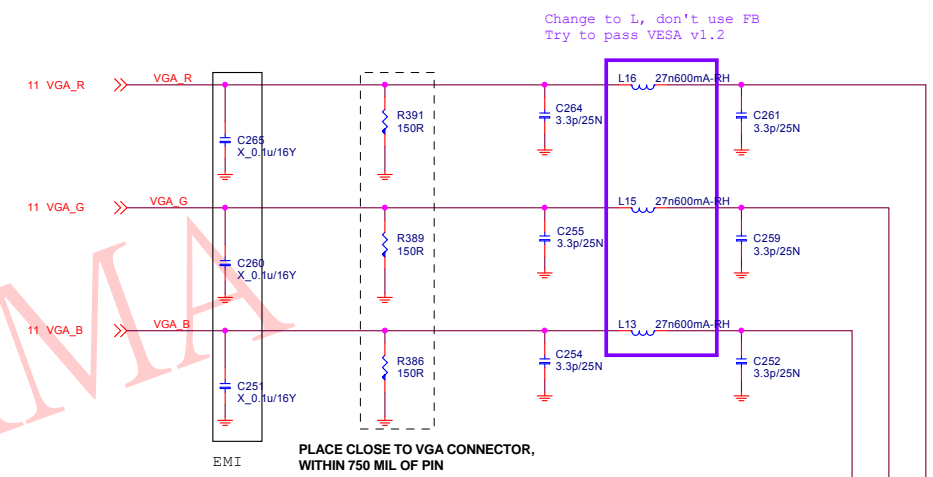 Change to L, don't use FB
Try to pass VESA v1.2
11 VGA_R
VGA_R
L16
27n600mA-RH
C265
X_0.1u/16Y
R391
150R
C264
3.3p/25N
C261
3.3p/25N
11 VGA_G
VGA_G
L15
27n600mA-RH
C260
X_0.1u/16Y
R389
150R
C255
3.3p/25N
C259
3.3p/25N
11 VGA_B
VGA_B
L13
27n600mA-RH
C251
X_0.1u/16Y
R386
150R
C254
3.3p/25N
C252
3.3p/25N
MA
EMI
PLACE CLOSE TO VGA CONNECTOR,
WITHIN 750 MIL OF PIN